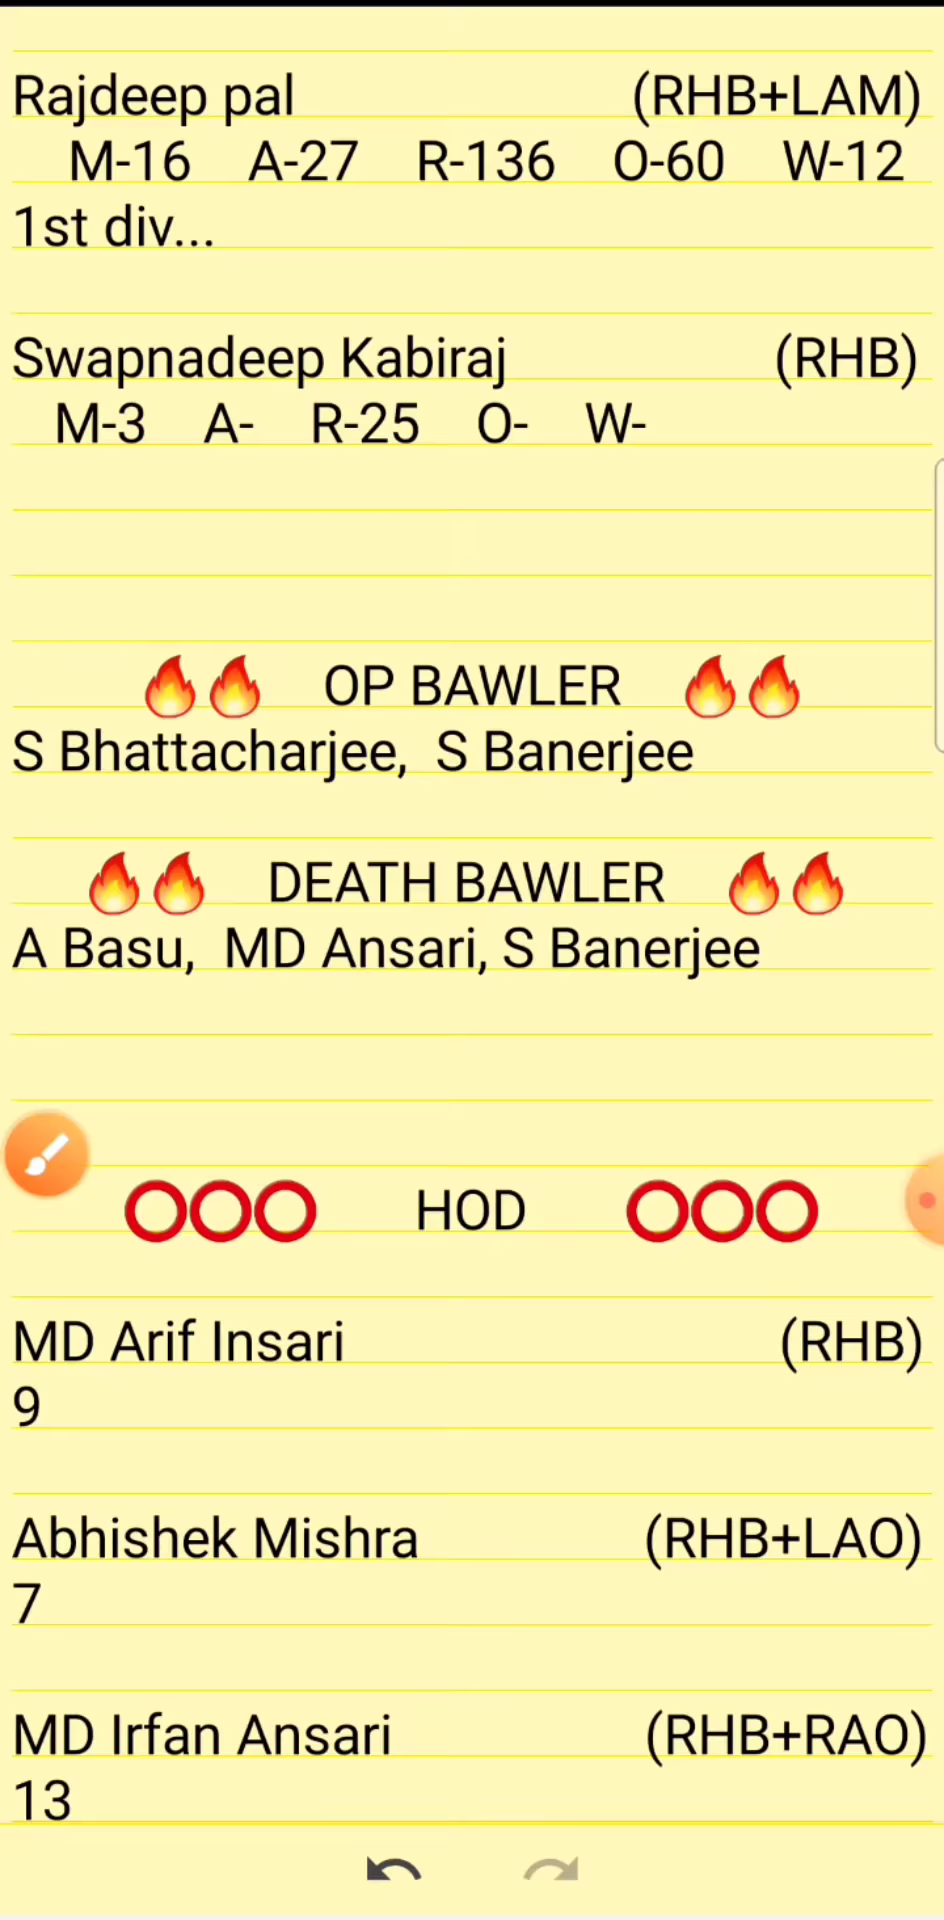 Rajdeep pal (RHB+LAM)
M-16 A-27 R-136 O-60 W-12
1st div...
Swapnadeep Kabiraj (RHB)
M-3 A- R-25 O- W-
🔥🔥 OP BAWLER 🔥🔥
S Bhattacharjee, S Banerjee
🔥🔥 DEATH BAWLER 🔥🔥
A Basu, MD Ansari, S Banerjee
⭕⭕⭕ HOD ⭕⭕⭕
MD Arif Insari (RHB)
9
Abhishek Mishra (RHB+LAO)
7
MD Irfan Ansari (RHB+RAO)
13